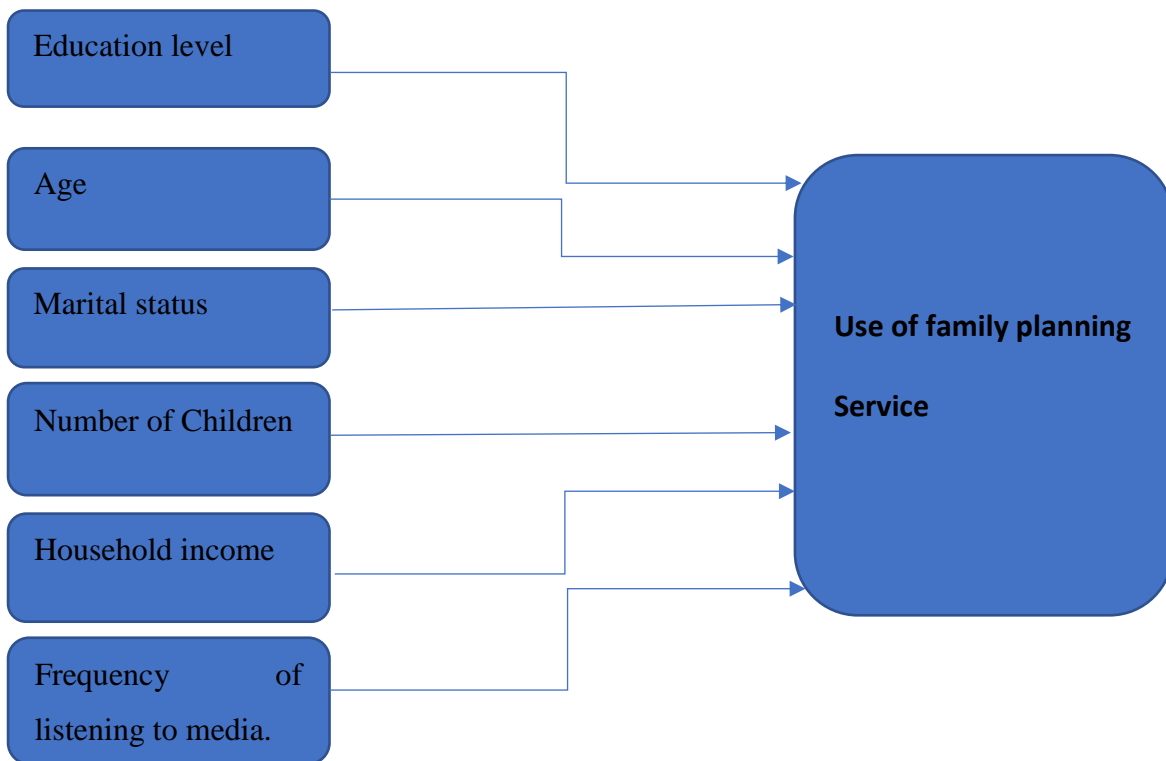 Education level
Age
Marital status
Number of Children
Household income
Frequency of
listening to media.
Use of family planning
Service